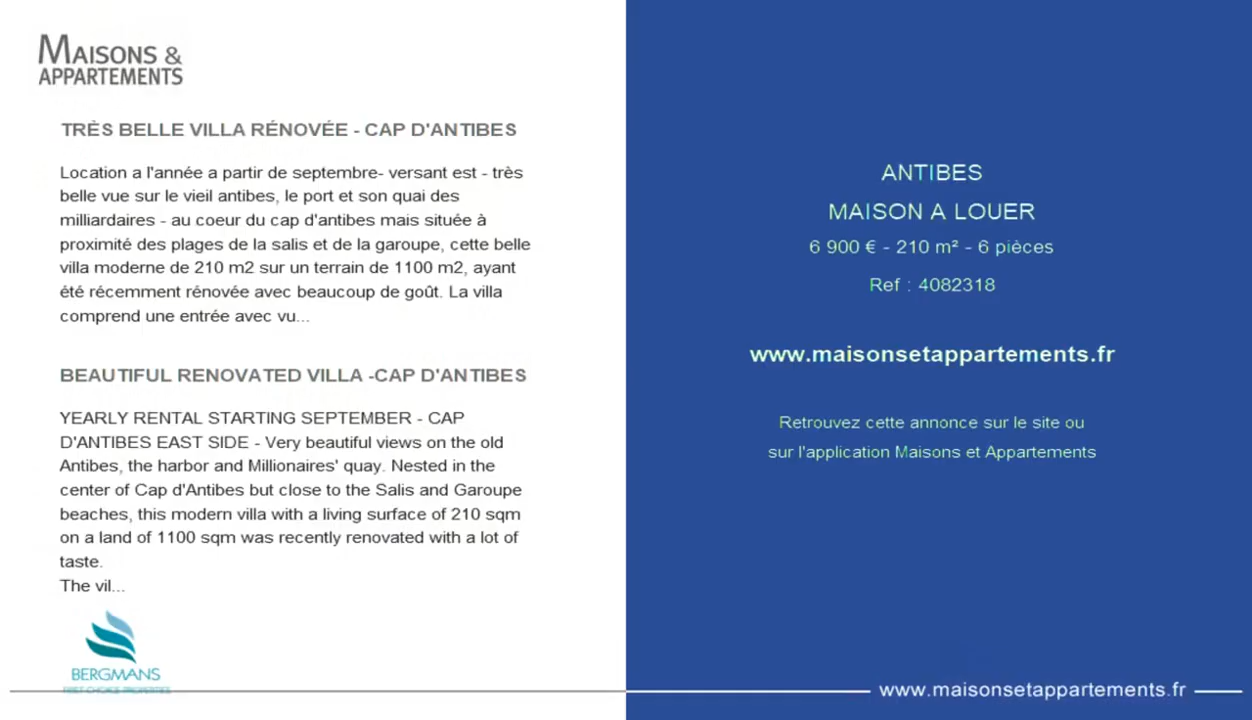 MAISONS &
APPARTEMENTS
TRÈS BELLE VILLA RÉNOVÉE - CAP D'ANTIBES
Location a l'année a partir de septembre- versant est - très
belle vue sur le vieil antibes, le port et son quai des
milliardaires - au coeur du cap d'antibes mais située à
proximité des plages de la salis et de la garoupe, cette belle
villa moderne de 210 m2 sur un terrain de 1100 m2, ayant
été récemment rénovée avec beaucoup de goût. La villa
comprend une entrée avec vu...
BEAUTIFUL RENOVATED VILLA -CAP D'ANTIBES
YEARLY RENTAL STARTING SEPTEMBER - CAP
D'ANTIBES EAST SIDE - Very beautiful views on the old
Antibes, the harbor and Millionaires' quay. Nested in the
center of Cap d'Antibes but close to the Salis and Garoupe
beaches, this modern villa with a living surface of 210 sqm
on a land of 1100 sqm was recently renovated with a lot of
taste.
The vil...
BERGMANS
FIRST CHOICE PROPERTIES
ANTIBES
MAISON A LOUER
6 900 € - 210 m² - 6 pièces
Ref : 4082318
www.maisonsetappartements.fr
Retrouvez cette annonce sur le site ou
sur l'application Maisons et Appartements
www.maisonsetappartements.fr